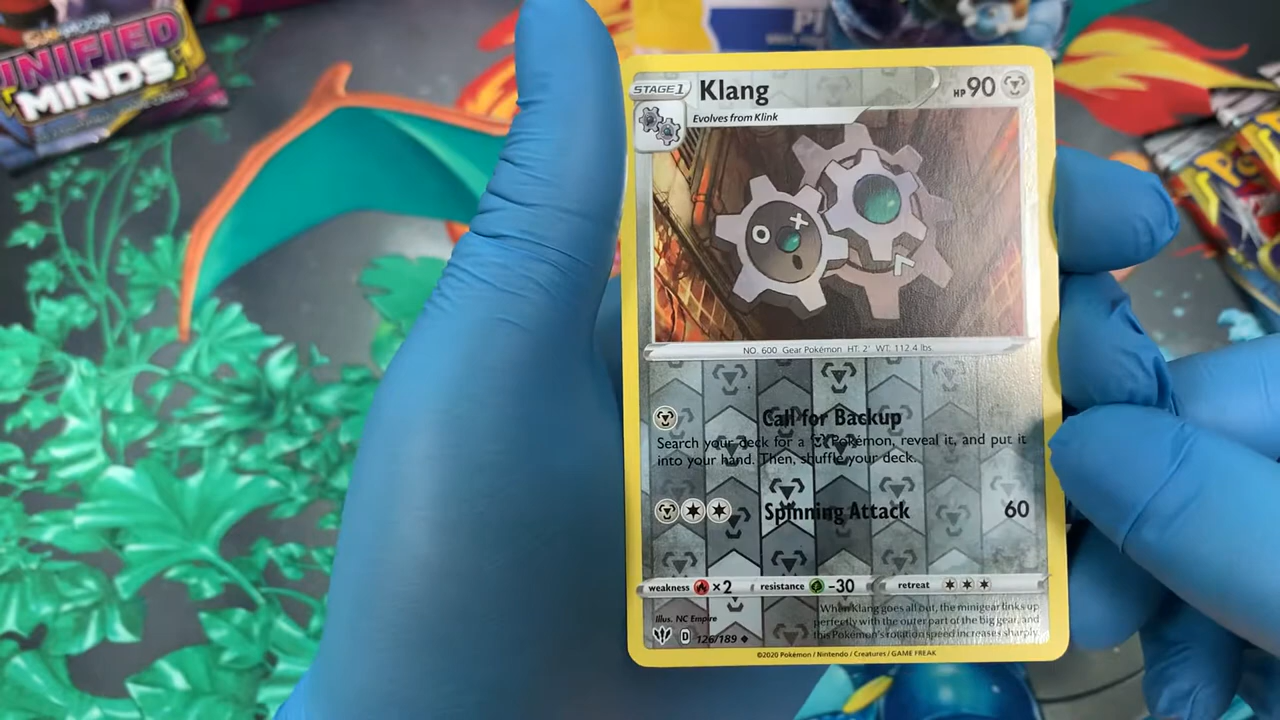 UNIFIED
MINDS
STAGE 1
Klang
HP 90
Evolves from Klink
NO. 600 Gear Pokémon HT: 2' WT: 112.4 lbs.
Call for Backup
Search your deck for a Pokémon, reveal it, and put it
into your hand. Then, shuffle your deck.
Spinning Attack 60
weakness ×2 resistance -30 retreat
When Klang goes all out, the minigear links up
perfectly with the outer part of the big gear, and
this Pokémon's rotation speed increases sharply.
Illus. NC Empire
D 126/189
©2020 Pokémon / Nintendo / Creatures / GAME FREAK